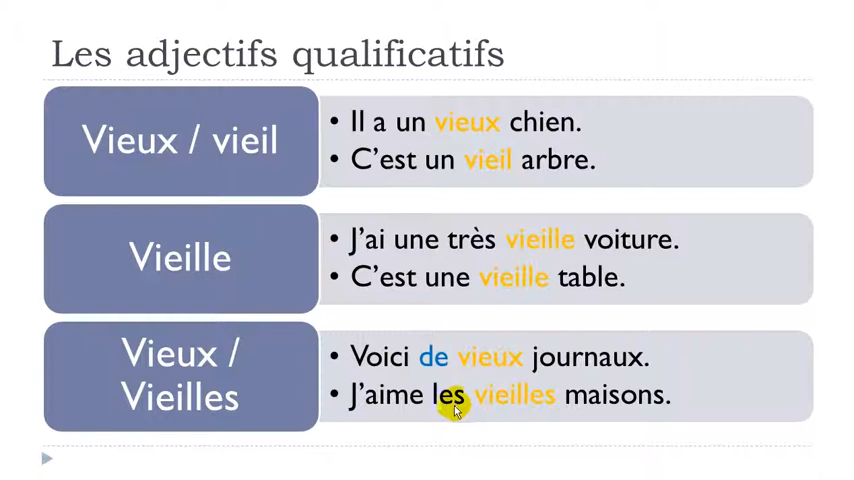 Les adjectifs qualificatifs
Vieux / vieil
• Il a un vieux chien.
• C'est un vieil arbre.
Vieille
• J'ai une très vieille voiture.
• C'est une vieille table.
Vieux /
Vieilles
• Voici de vieux journaux.
• J'aime les vieilles maisons.